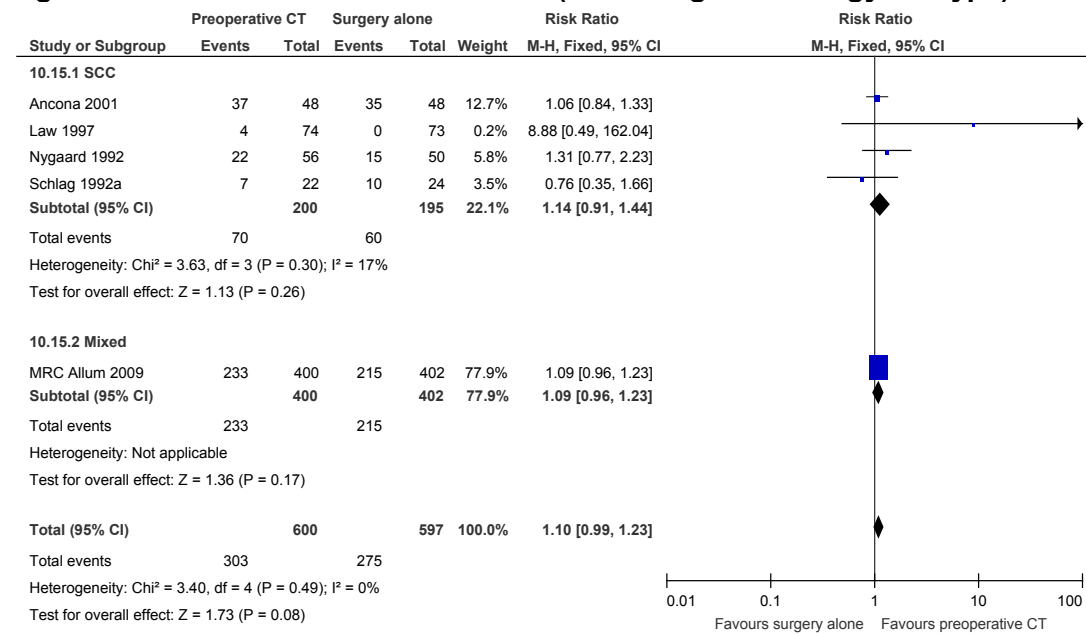 Preoperative CT Surgery alone Risk Ratio Risk Ratio
Study or Subgroup Events Total Events Total Weight M-H, Fixed, 95% CI M-H, Fixed, 95% CI
10.15.1 SCC
Ancona 2001 37 48 35 48 12.7% 1.06 [0.84, 1.33]
Law 1997 4 74 0 73 0.2% 8.88 [0.49, 162.04]
Nygaard 1992 22 56 15 50 5.8% 1.31 [0.77, 2.23]
Schlag 1992a 7 22 10 24 3.5% 0.76 [0.35, 1.66]
Subtotal (95% CI) 200 195 22.1% 1.14 [0.91, 1.44]
Total events 70 60
Heterogeneity: Chi² = 3.63, df = 3 (P = 0.30); I² = 17%
Test for overall effect: Z = 1.13 (P = 0.26)
10.15.2 Mixed
MRC Allum 2009 233 400 215 402 77.9% 1.09 [0.96, 1.23]
Subtotal (95% CI) 400 402 77.9% 1.09 [0.96, 1.23]
Total events 233 215
Heterogeneity: Not applicable
Test for overall effect: Z = 1.36 (P = 0.17)
Total (95% CI) 600 597 100.0% 1.10 [0.99, 1.23]
Total events 303 275
Heterogeneity: Chi² = 3.40, df = 4 (P = 0.49); I² = 0%
Test for overall effect: Z = 1.73 (P = 0.08)
0.01 0.1 1 10 100
Favours surgery alone Favours preoperative CT